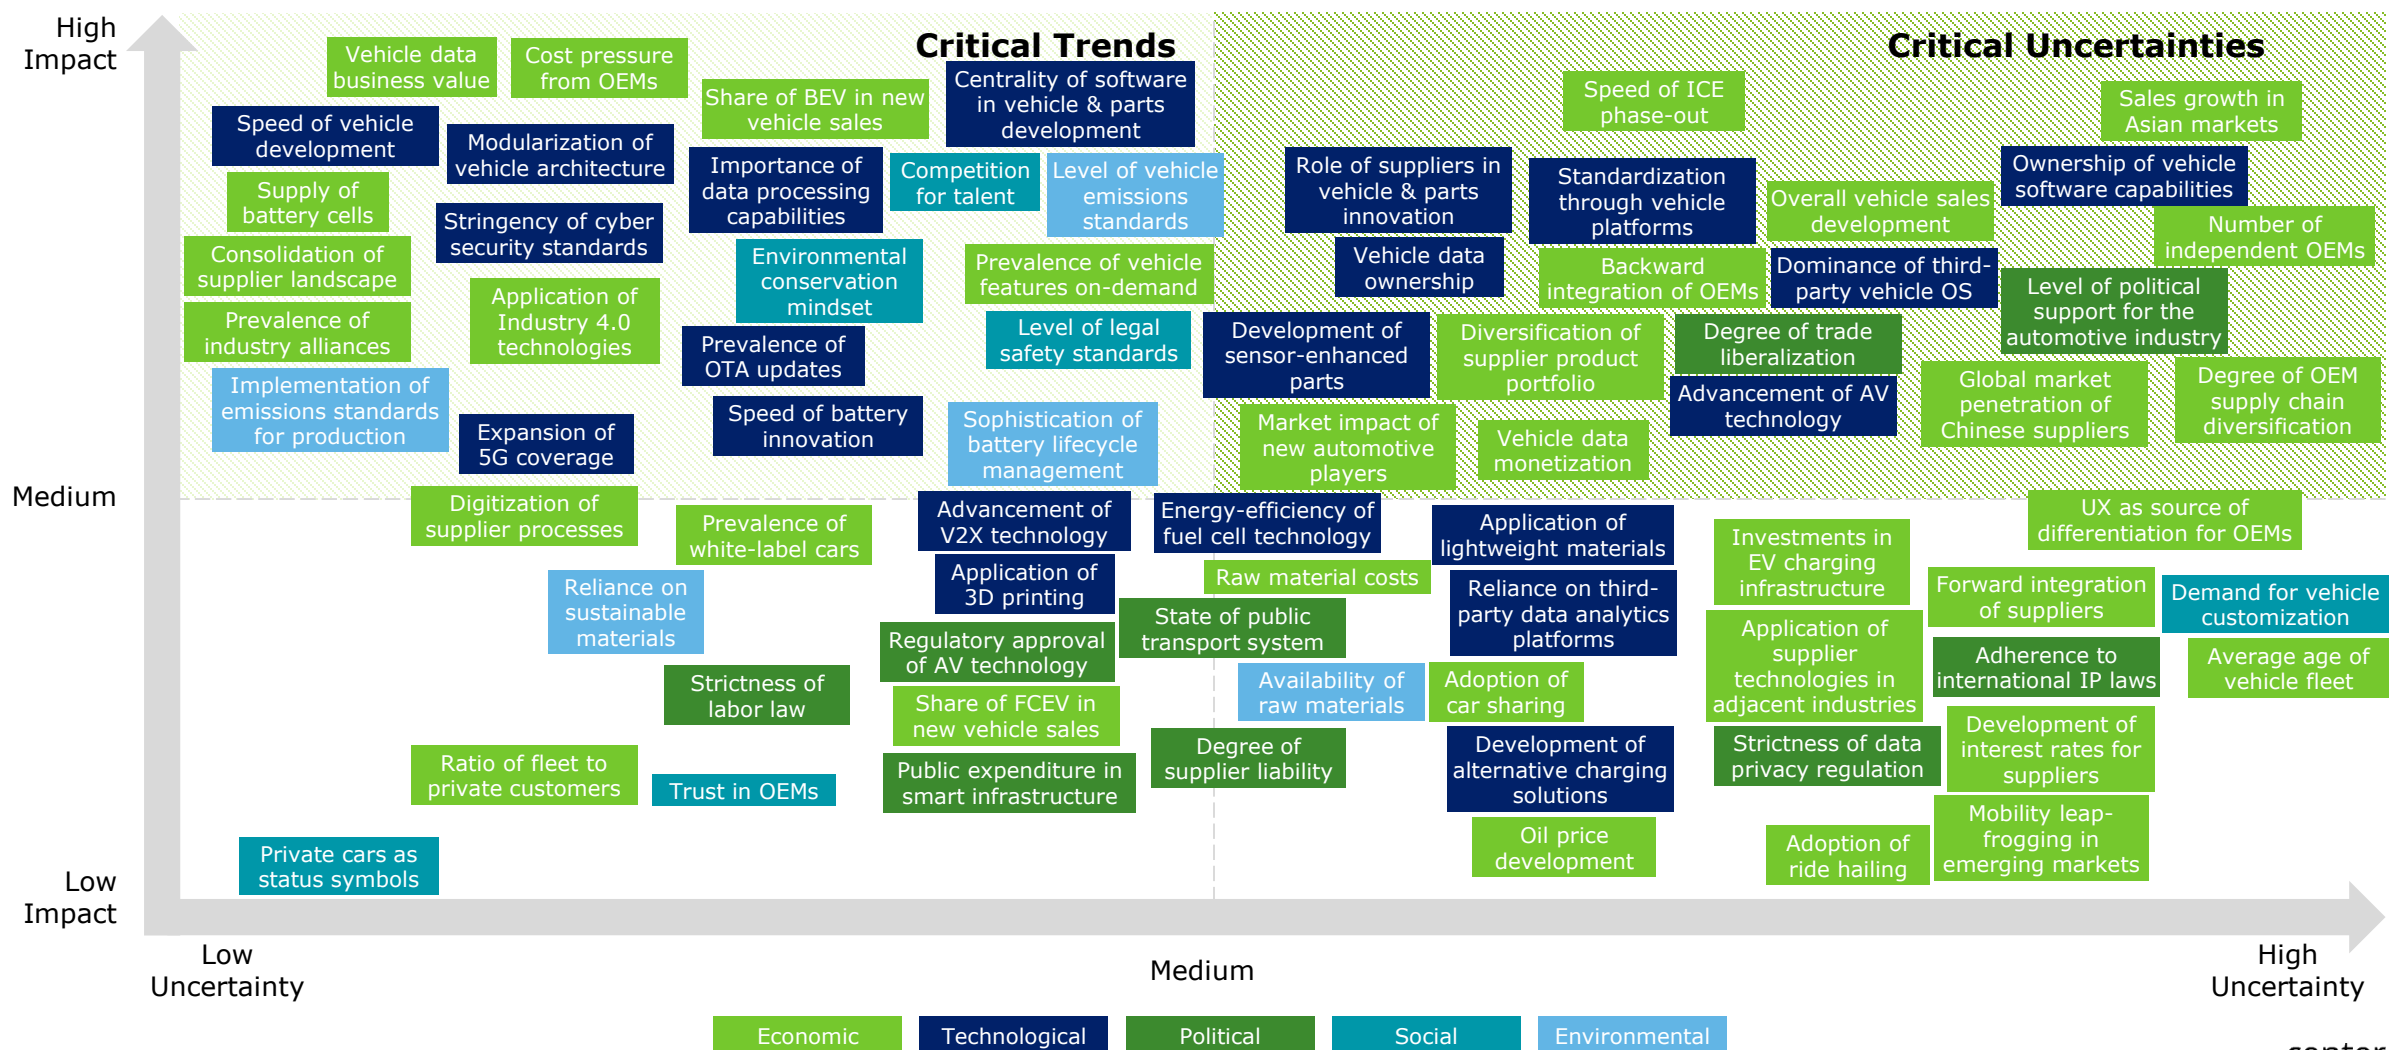 High
Impact
Critical Trends
Critical Uncertainties
Vehicle data
business value
Cost pressure
from OEMs
Share of BEV in new
vehicle sales
Centrality of software
in vehicle & parts
development
Speed of vehicle
development
Modularization of
vehicle architecture
Importance of
data processing
capabilities
Competition
for talent
Level of vehicle
emissions
standards
Supply of
battery cells
Stringency of cyber
security standards
Consolidation of
supplier landscape
Environmental
conservation
mindset
Prevalence of vehicle
features on-demand
Application of
Industry 4.0
technologies
Prevalence of
industry alliances
Prevalence of
OTA updates
Level of legal
safety standards
Implementation of
emissions standards
for production
Expansion of
5G coverage
Speed of battery
innovation
Sophistication of
battery lifecycle
management
Speed of ICE
phase-out
Sales growth in
Asian markets
Role of suppliers in
vehicle & parts
innovation
Standardization
through vehicle
platforms
Overall vehicle sales
development
Ownership of vehicle
software capabilities
Number of
independent OEMs
Vehicle data
ownership
Backward
integration of OEMs
Dominance of third-
party vehicle OS
Level of political
support for the
automotive industry
Development of
sensor-enhanced
parts
Diversification of
supplier product
portfolio
Degree of trade
liberalization
Advancement of AV
technology
Global market
penetration of
Chinese suppliers
Degree of OEM
supply chain
diversification
Market impact of
new automotive
players
Vehicle data
monetization
Medium
Digitization of
supplier processes
Prevalence of
white-label cars
Advancement of
V2X technology
Energy-efficiency of
fuel cell technology
Application of
lightweight materials
Investments in
EV charging
infrastructure
UX as source of
differentiation for OEMs
Reliance on
sustainable
materials
Application of
3D printing
Raw material costs
Reliance on third-
party data analytics
platforms
Forward integration
of suppliers
Demand for vehicle
customization
Regulatory approval
of AV technology
State of public
transport system
Application of
supplier
technologies in
adjacent industries
Adherence to
international IP laws
Average age of
vehicle fleet
Strictness of
labor law
Share of FCEV in
new vehicle sales
Availability of
raw materials
Adoption of
car sharing
Development of
interest rates for
suppliers
Ratio of fleet to
private customers
Trust in OEMs
Public expenditure in
smart infrastructure
Degree of
supplier liability
Development of
alternative charging
solutions
Strictness of data
privacy regulation
Private cars as
status symbols
Oil price
development
Adoption of
ride hailing
Mobility leap-
frogging in
emerging markets
Low
Impact
Low
Uncertainty
Medium
High
Uncertainty
Economic
Technological
Political
Social
Environmental